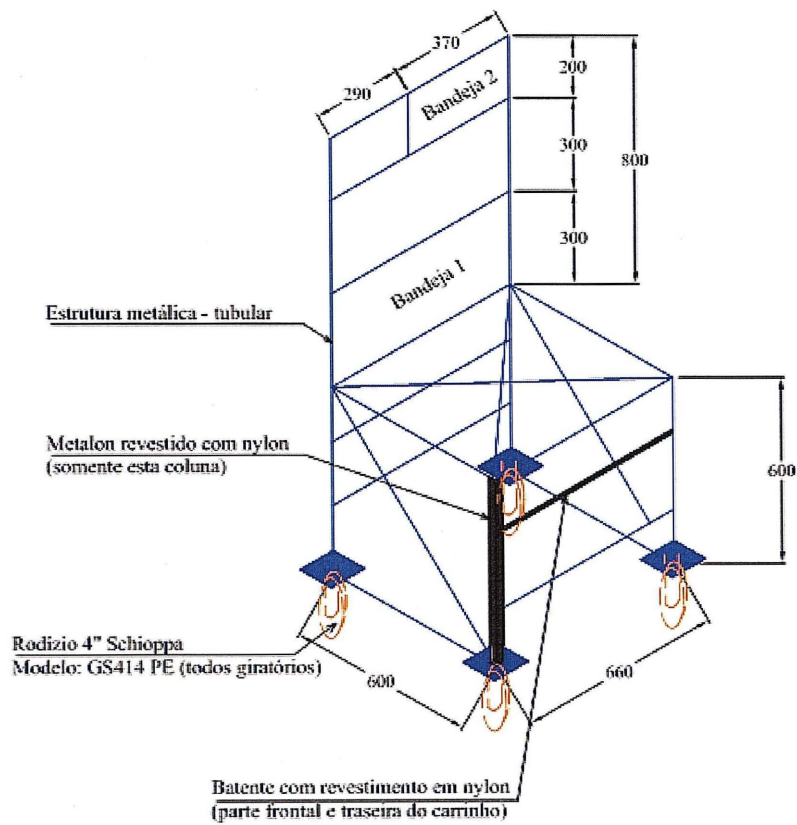 370
290
Bandeja 2
200
300
800
300
Bandeja 1
Estrutura metálica - tubular
Metalon revestido com nylon
(somente esta coluna)
600
Rodízio 4" Schioppa
Modelo: GS414 PE (todos giratórios)
600
660
Batente com revestimento em nylon
(parte frontal e traseira do carrinho)